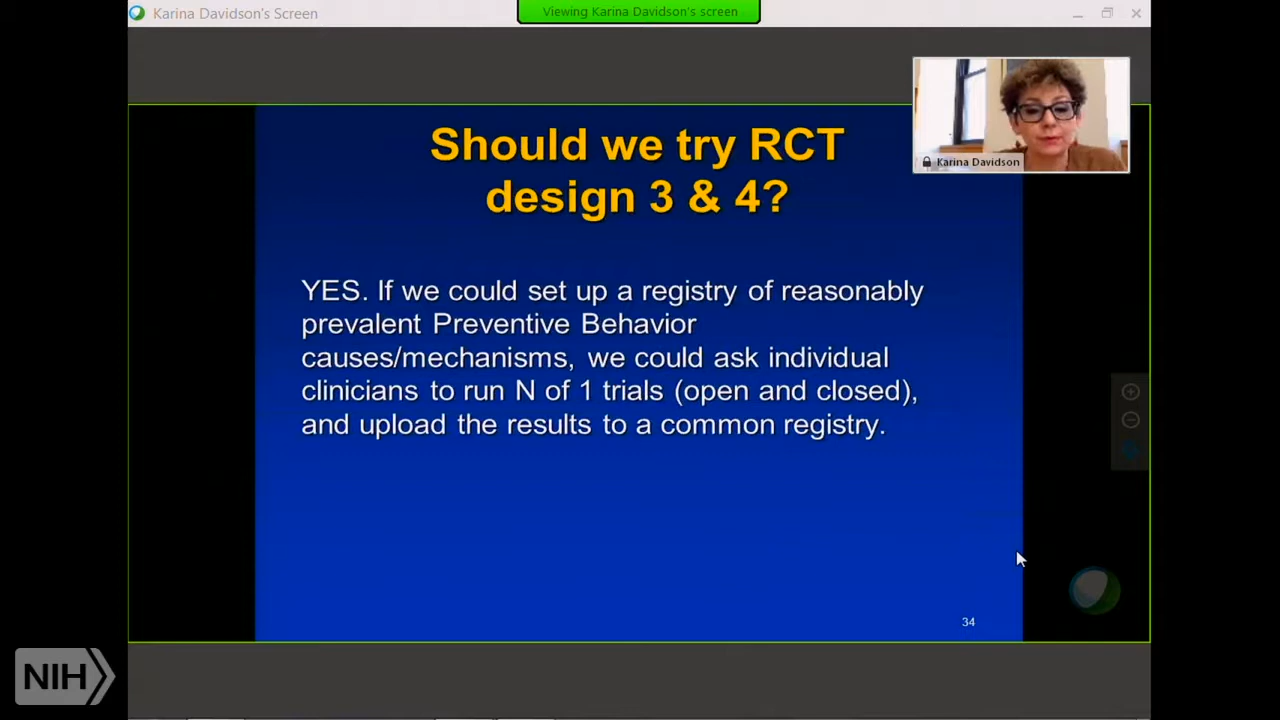 Karina Davidson's Screen
Viewing Karina Davidson's screen
Karina Davidson
Should we try RCT
design 3 & 4?
YES. If we could set up a registry of reasonably
prevalent Preventive Behavior
causes/mechanisms, we could ask individual
clinicians to run N of 1 trials (open and closed),
and upload the results to a common registry.
34
NIH